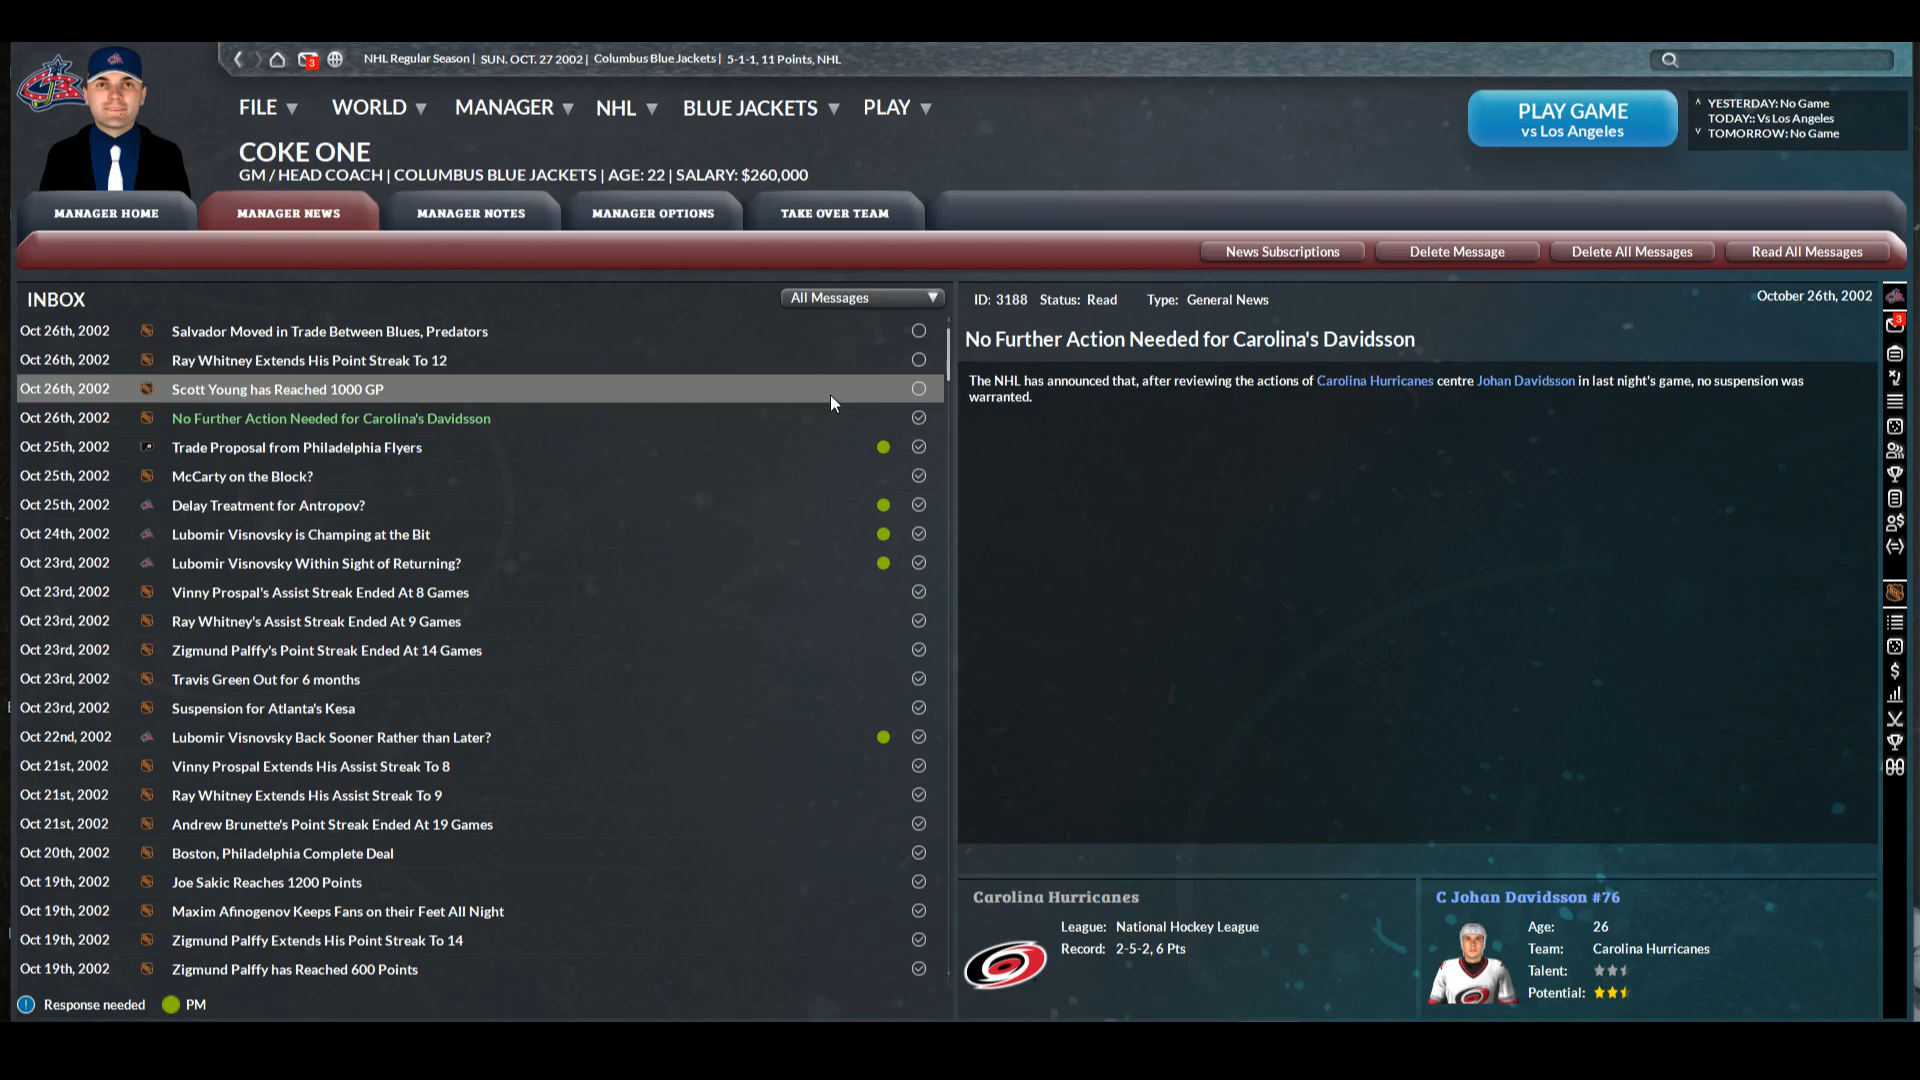 3
NHL Regular Season | SUN. OCT. 27 2002 | Columbus Blue Jackets | 5-1-1, 11 Points, NHL
FILE WORLD MANAGER NHL BLUE JACKETS PLAY
PLAY GAME
vs Los Angeles
YESTERDAY: No Game
TODAY:: Vs Los Angeles
TOMORROW: No Game
COKE ONE
GM / HEAD COACH | COLUMBUS BLUE JACKETS | AGE: 22 | SALARY: $260,000
MANAGER HOME MANAGER NEWS MANAGER NOTES MANAGER OPTIONS TAKE OVER TEAM
News Subscriptions Delete Message Delete All Messages Read All Messages
INBOX All Messages
Oct 26th, 2002 Salvador Moved in Trade Between Blues, Predators
Oct 26th, 2002 Ray Whitney Extends His Point Streak To 12
Oct 26th, 2002 Scott Young has Reached 1000 GP
Oct 26th, 2002 No Further Action Needed for Carolina's Davidsson
Oct 25th, 2002 Trade Proposal from Philadelphia Flyers
Oct 25th, 2002 McCarty on the Block?
Oct 25th, 2002 Delay Treatment for Antropov?
Oct 24th, 2002 Lubomir Visnovsky is Champing at the Bit
Oct 23rd, 2002 Lubomir Visnovsky Within Sight of Returning?
Oct 23rd, 2002 Vinny Prospal's Assist Streak Ended At 8 Games
Oct 23rd, 2002 Ray Whitney's Assist Streak Ended At 9 Games
Oct 23rd, 2002 Zigmund Palffy's Point Streak Ended At 14 Games
Oct 23rd, 2002 Travis Green Out for 6 months
Oct 23rd, 2002 Suspension for Atlanta's Kesa
Oct 22nd, 2002 Lubomir Visnovsky Back Sooner Rather than Later?
Oct 21st, 2002 Vinny Prospal Extends His Assist Streak To 8
Oct 21st, 2002 Ray Whitney Extends His Assist Streak To 9
Oct 21st, 2002 Andrew Brunette's Point Streak Ended At 19 Games
Oct 20th, 2002 Boston, Philadelphia Complete Deal
Oct 19th, 2002 Joe Sakic Reaches 1200 Points
Oct 19th, 2002 Maxim Afinogenov Keeps Fans on their Feet All Night
Oct 19th, 2002 Zigmund Palffy Extends His Point Streak To 14
Oct 19th, 2002 Zigmund Palffy has Reached 600 Points
Response needed PM
ID: 3188 Status: Read Type: General News October 26th, 2002
3
No Further Action Needed for Carolina's Davidsson
The NHL has announced that, after reviewing the actions of Carolina Hurricanes centre Johan Davidsson in last night's game, no suspension was
warranted.
Carolina Hurricanes
League: National Hockey League
Record: 2-5-2, 6 Pts
C Johan Davidsson #76
Age: 26
Team: Carolina Hurricanes
Talent:
Potential: